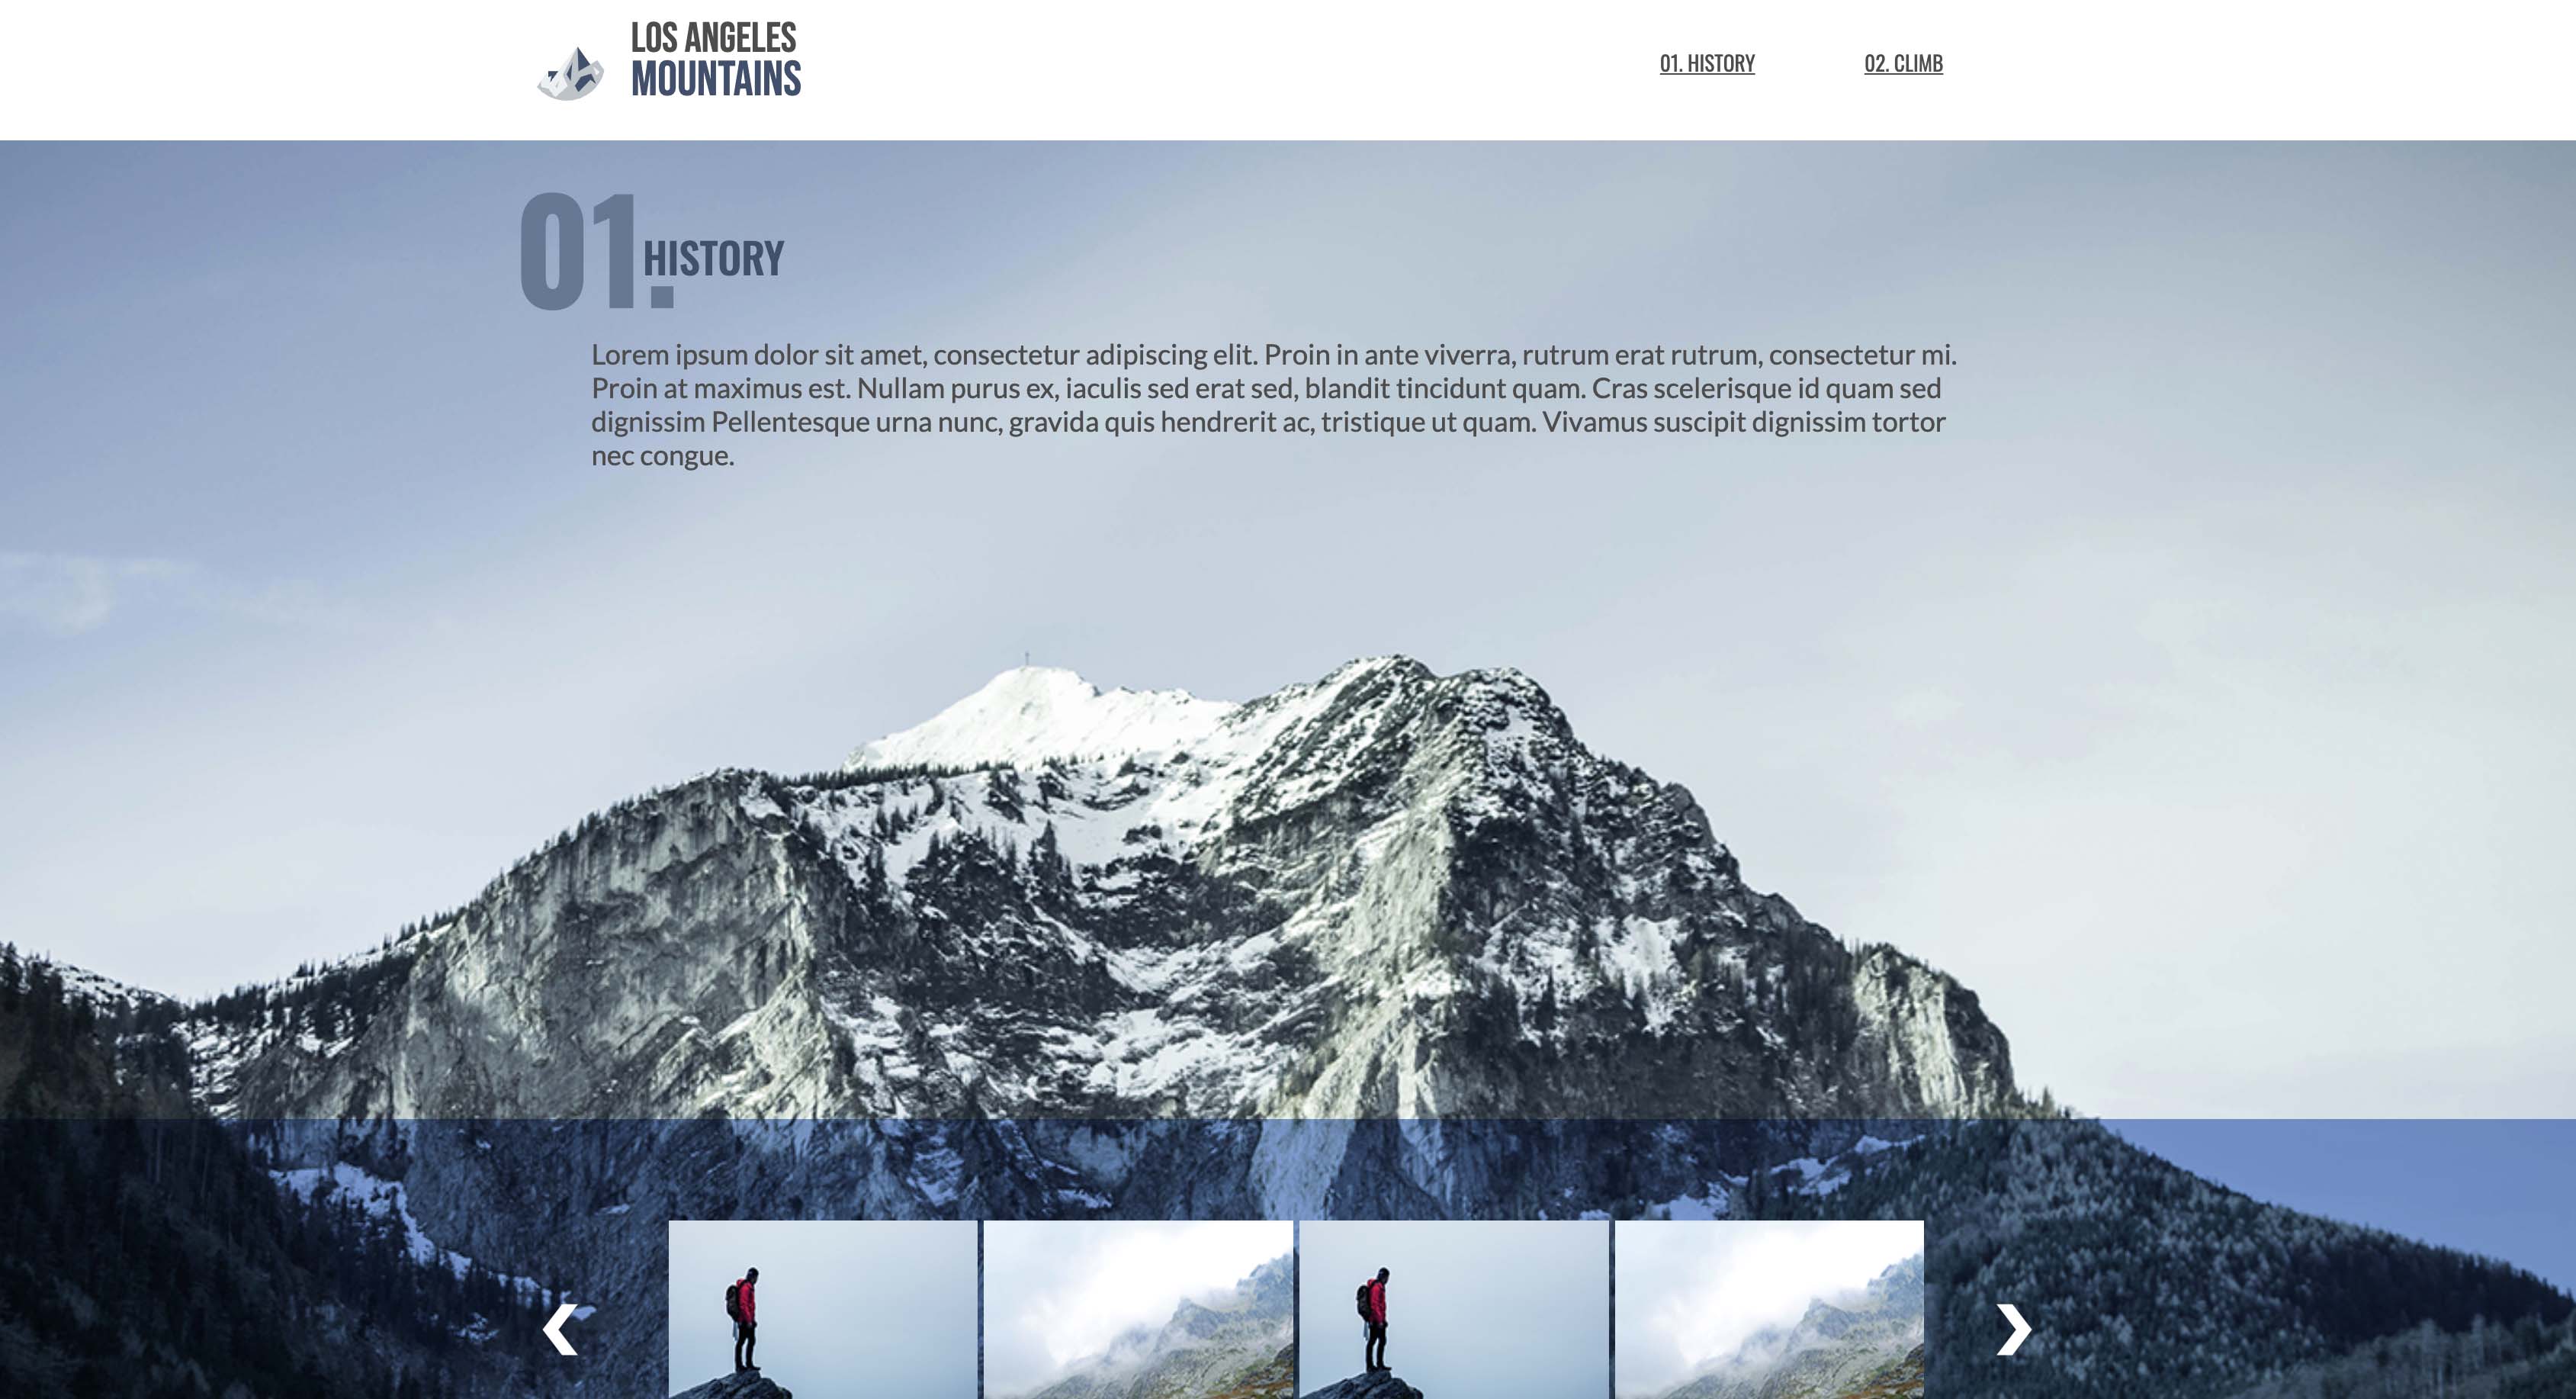 LOS ANGELES
MOUNTAINS
01. HISTORY
02. CLIMB
01.
HISTORY
Lorem ipsum dolor sit amet, consectetur adipiscing elit. Proin in ante viverra, rutrum erat rutrum, consectetur mi.
Proin at maximus est. Nullam purus ex, iaculis sed erat sed, blandit tincidunt quam. Cras scelerisque id quam sed
dignissim Pellentesque urna nunc, gravida quis hendrerit ac, tristique ut quam. Vivamus suscipit dignissim tortor
nec congue.